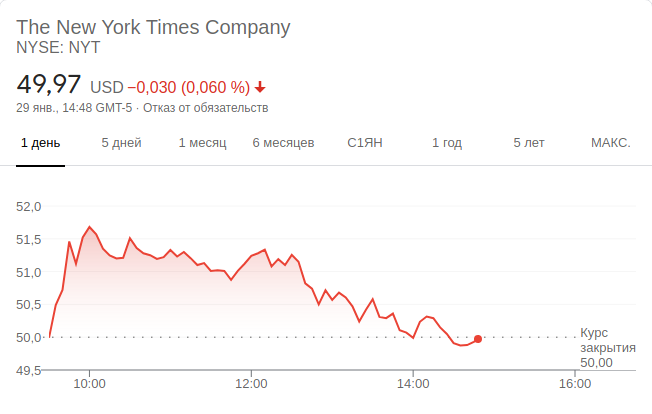 The New York Times Company
NYSE: NYT
49,97 USD −0,030 (0,060 %)
29 янв., 14:48 GMT-5 · Отказ от обязательств
1 день 5 дней 1 месяц 6 месяцев С1ЯН 1 год 5 лет МАКС.
52,0
51,5
51,0
50,5
50,0
49,5
Курс
закрытия
50,00
10:00 12:00 14:00 16:00